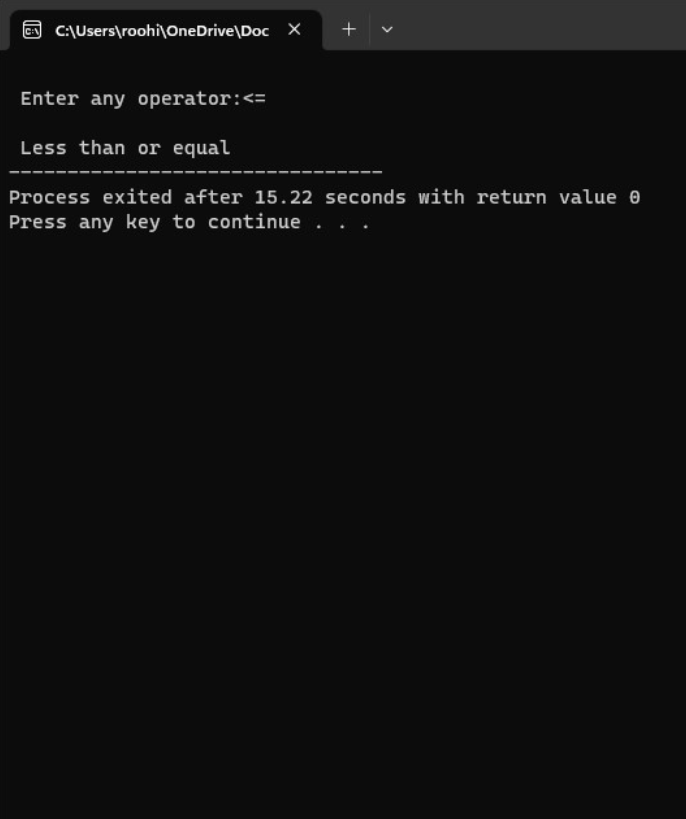 C:\Users\roohi\OneDrive\Doc
Enter any operator:<=
Less than or equal
--------------------------------
Process exited after 15.22 seconds with return value 0
Press any key to continue . . .